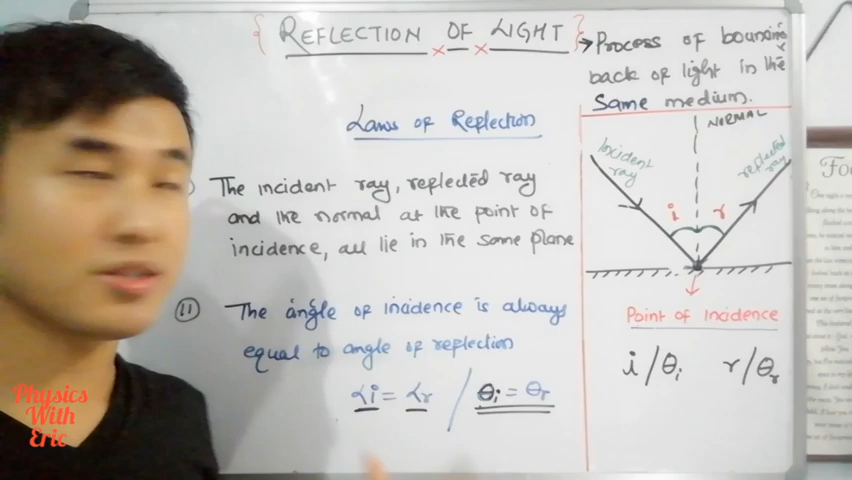 { REFLECTION OF LIGHT }
→ Process of bouncing
back of light in the
same medium.
Laws of Reflection
) The incident ray, reflected ray
and the normal at the point of
incidence, all lie in the same plane
(11) The angle of incidence is always
equal to angle of reflection
∠i = ∠r / θi = θr
NORMAL
Incident
ray
reflected
ray
i r
Point of Incidence
i/θi r/θr
Physics
With
Eric